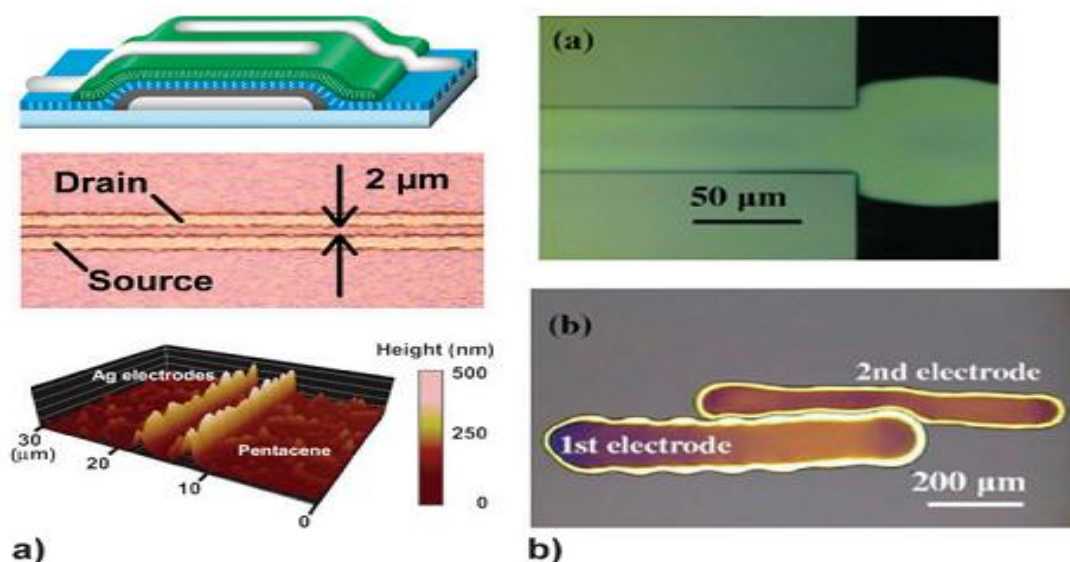 Drain
2 μm
Source
Height (nm)
500
250
0
Ag electrodes
Pentacene
30
(μm)
20
10
0
a)
(a)
50 μm
(b)
2nd electrode
1st electrode
200 μm
b)